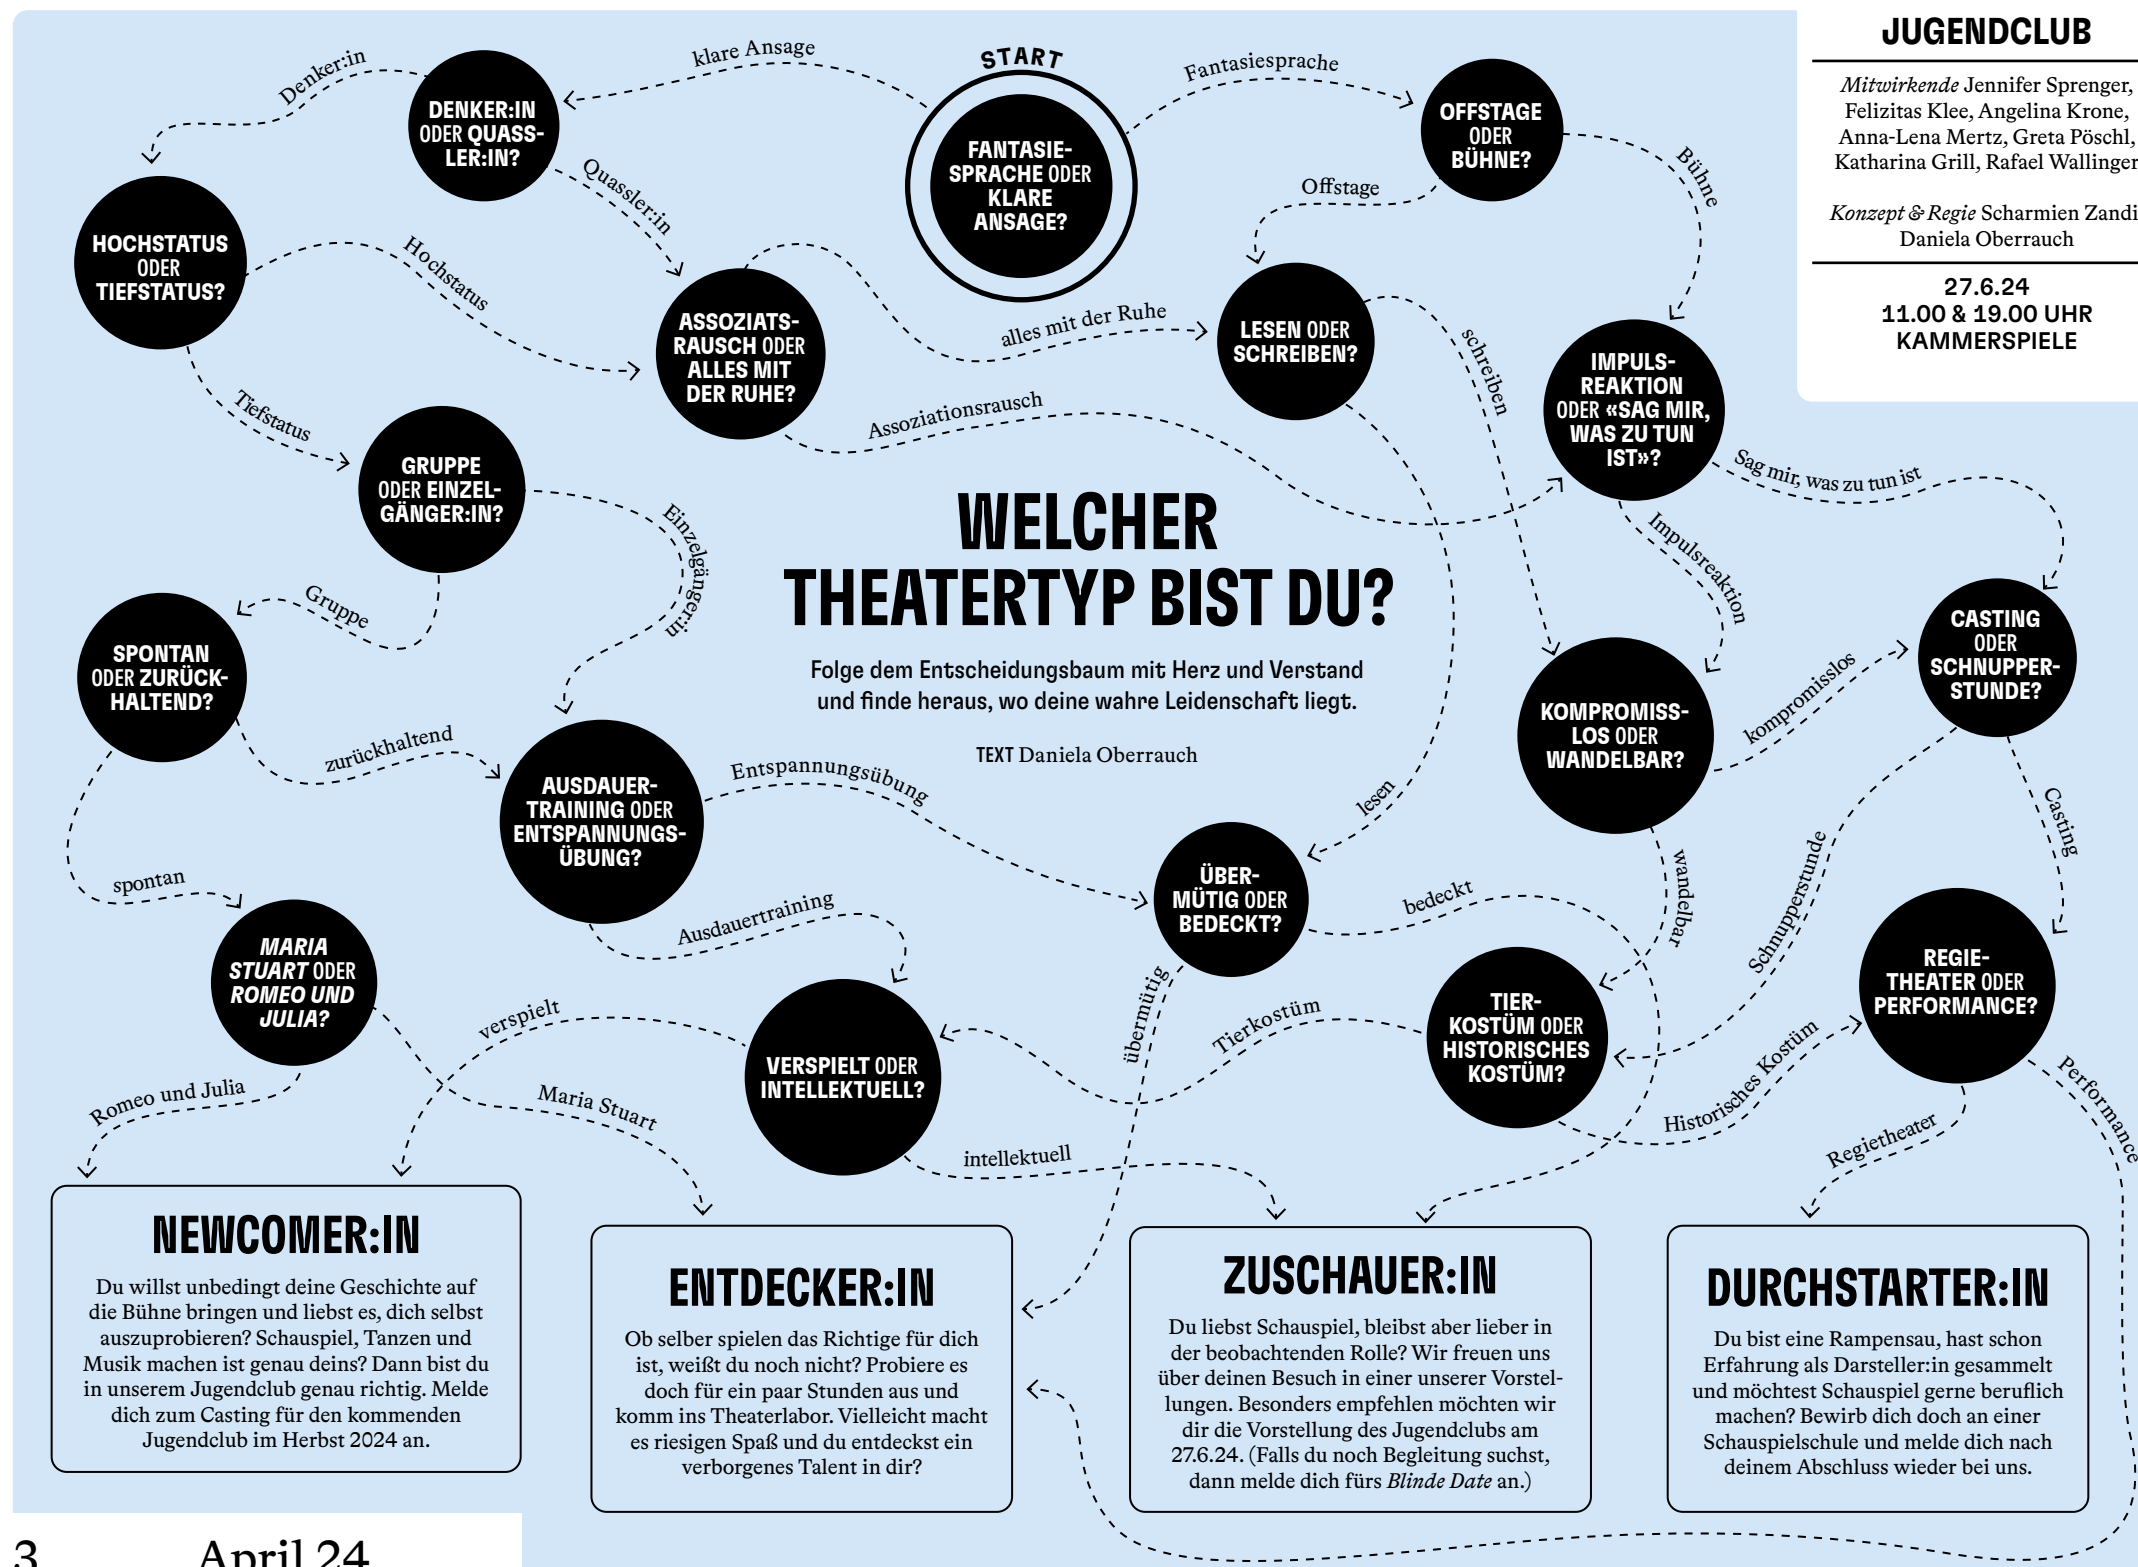 START
FANTASIE-
SPRACHE ODER
KLARE
ANSAGE?
klare Ansage
Fantasiesprache
DENKER:IN
ODER QUASS-
LER:IN?
Denker:in
Quassler:in
OFFSTAGE
ODER
BÜHNE?
Offstage
Bühne
JUGENDCLUB
Mitwirkende Jennifer Sprenger,
Felizitas Klee, Angelina Krone,
Anna-Lena Mertz, Greta Pöschl,
Katharina Grill, Rafael Wallinger
Konzept & Regie Scharmien Zandi
Daniela Oberrauch
27.6.24
11.00 & 19.00 UHR
KAMMERSPIELE
HOCHSTATUS
ODER
TIEFSTATUS?
Hochstatus
Tiefstatus
ASSOZIATS-
RAUSCH ODER
ALLES MIT
DER RUHE?
alles mit der Ruhe
Assoziationsrausch
LESEN ODER
SCHREIBEN?
schreiben
lesen
IMPULS-
REAKTION
ODER «SAG MIR,
WAS ZU TUN
IST»?
Sag mir, was zu tun ist
Impulsreaktion
GRUPPE
ODER EINZEL-
GÄNGER:IN?
Einzelgänger:in
Gruppe
WELCHER
THEATERTYP BIST DU?
Folge dem Entscheidungsbaum mit Herz und Verstand
und finde heraus, wo deine wahre Leidenschaft liegt.
TEXT Daniela Oberrauch
SPONTAN
ODER ZURÜCK-
HALTEND?
zurückhaltend
spontan
AUSDAUER-
TRAINING ODER
ENTSPANNUNGS-
ÜBUNG?
Entspannungsübung
Ausdauertraining
KOMPROMISS-
LOS ODER
WANDELBAR?
kompromisslos
wandelbar
CASTING
ODER
SCHNUPPER-
STUNDE?
Casting
Schnupperstunde
ÜBER-
MÜTIG ODER
BEDECKT?
bedeckt
übermütig
MARIA
STUART ODER
ROMEO UND
JULIA?
Romeo und Julia
Maria Stuart
VERSPIELT ODER
INTELLEKTUELL?
verspielt
intellektuell
TIER-
KOSTÜM ODER
HISTORISCHES
KOSTÜM?
Tierkostüm
Historisches Kostüm
REGIE-
THEATER ODER
PERFORMANCE?
Regietheater
Performance
NEWCOMER:IN
Du willst unbedingt deine Geschichte auf
die Bühne bringen und liebst es, dich selbst
auszuprobieren? Schauspiel, Tanzen und
Musik machen ist genau deins? Dann bist du
in unserem Jugendclub genau richtig. Melde
dich zum Casting für den kommenden
Jugendclub im Herbst 2024 an.
ENTDECKER:IN
Ob selber spielen das Richtige für dich
ist, weißt du noch nicht? Probiere es
doch für ein paar Stunden aus und
komm ins Theaterlabor. Vielleicht macht
es riesigen Spaß und du entdeckst ein
verborgenes Talent in dir?
ZUSCHAUER:IN
Du liebst Schauspiel, bleibst aber lieber in
der beobachtenden Rolle? Wir freuen uns
über deinen Besuch in einer unserer Vorstel-
lungen. Besonders empfehlen möchten wir
dir die Vorstellung des Jugendclubs am
27.6.24. (Falls du noch Begleitung suchst,
dann melde dich fürs Blinde Date an.)
DURCHSTARTER:IN
Du bist eine Rampensau, hast schon
Erfahrung als Darsteller:in gesammelt
und möchtest Schauspiel gerne beruflich
machen? Bewirb dich doch an einer
Schauspielschule und melde dich nach
deinem Abschluss wieder bei uns.
3
April 24